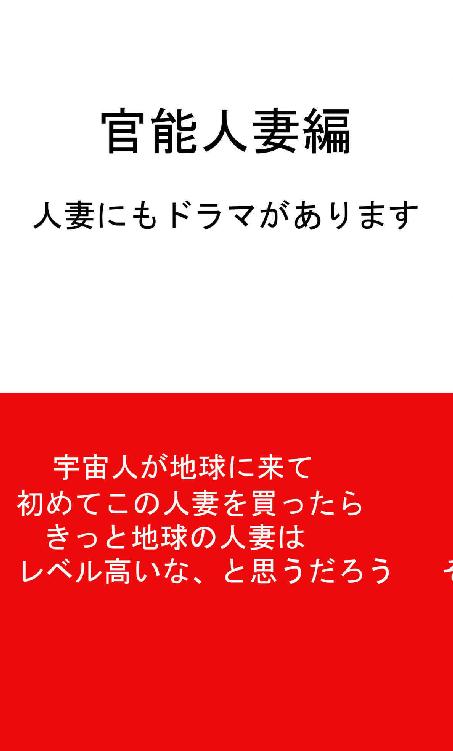 官能人妻編
人妻にもドラマがあります
宇宙人が地球に来て
初めてこの人妻を買ったら
きっと地球の人妻は
レベル高いな、と思うだろう